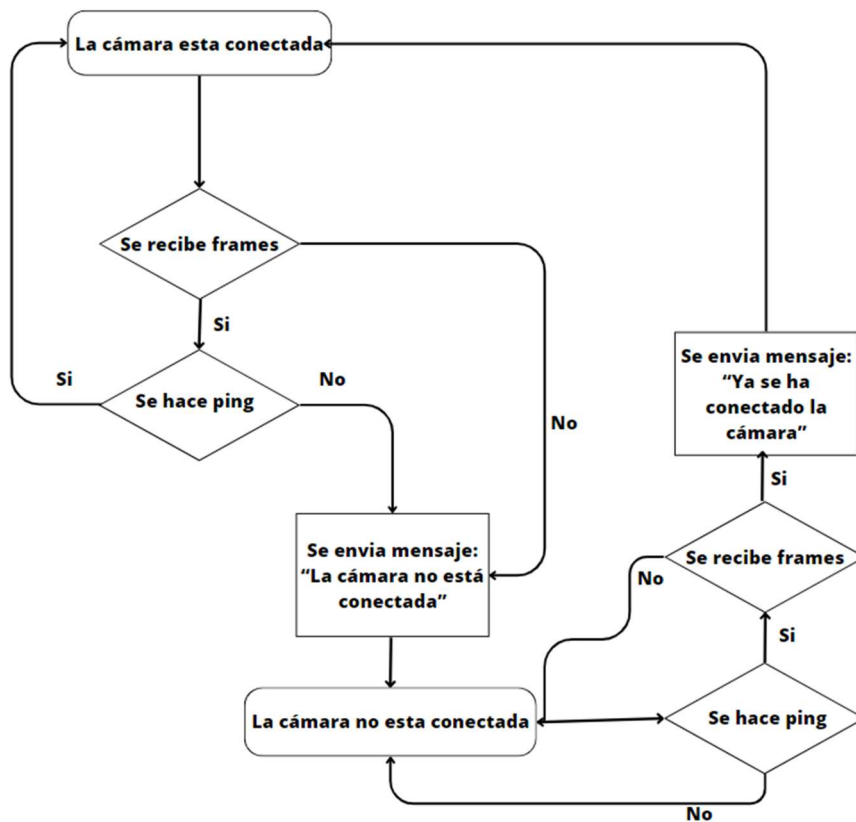 La cámara esta conectada
Se recibe frames
Si
Si
Se hace ping
No
No
Se envia mensaje:
“La cámara no está
conectada”
La cámara no esta conectada
Se envia mensaje:
“Ya se ha
conectado la
cámara”
Si
Se recibe frames
No
Si
Se hace ping
No